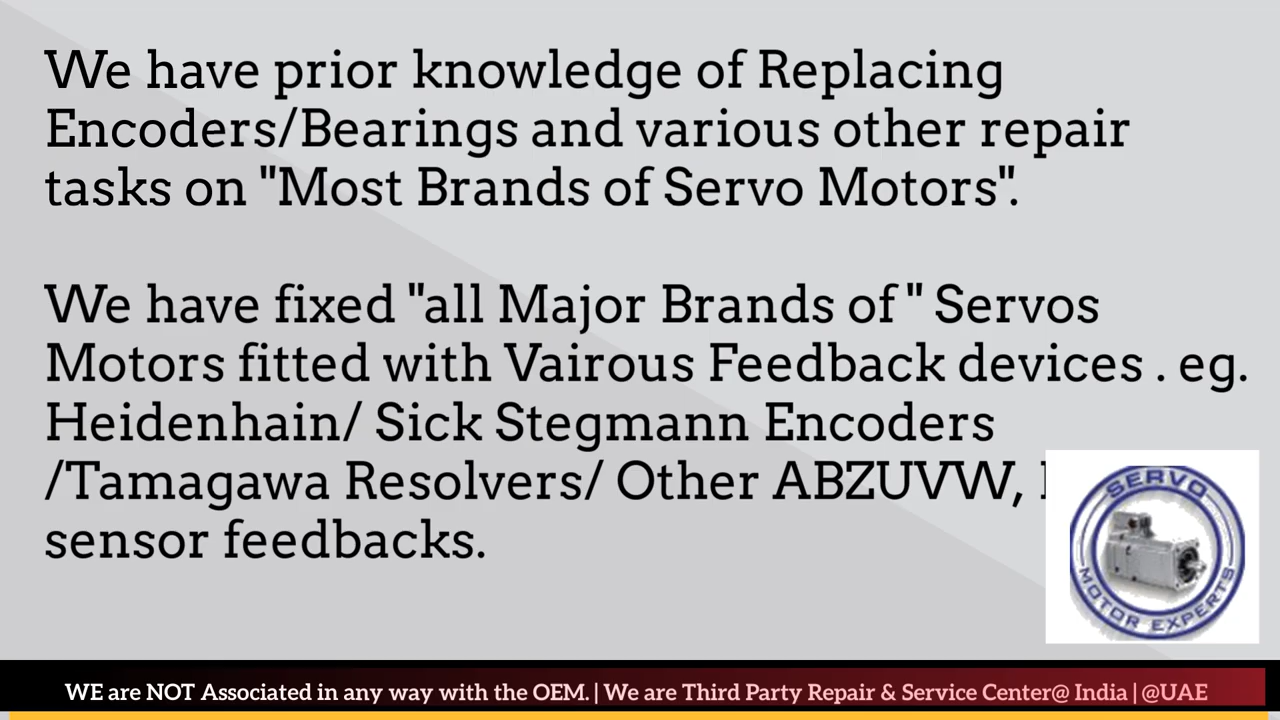 We have prior knowledge of Replacing
Encoders/Bearings and various other repair
tasks on "Most Brands of Servo Motors".
We have fixed "all Major Brands of " Servos
Motors fitted with Vairous Feedback devices . eg.
Heidenhain/ Sick Stegmann Encoders
/Tamagawa Resolvers/ Other ABZUVW,
sensor feedbacks.
SERVO
MOTOR EXPERTS
WE are NOT Associated in any way with the OEM. | We are Third Party Repair & Service Center@ India | @UAE